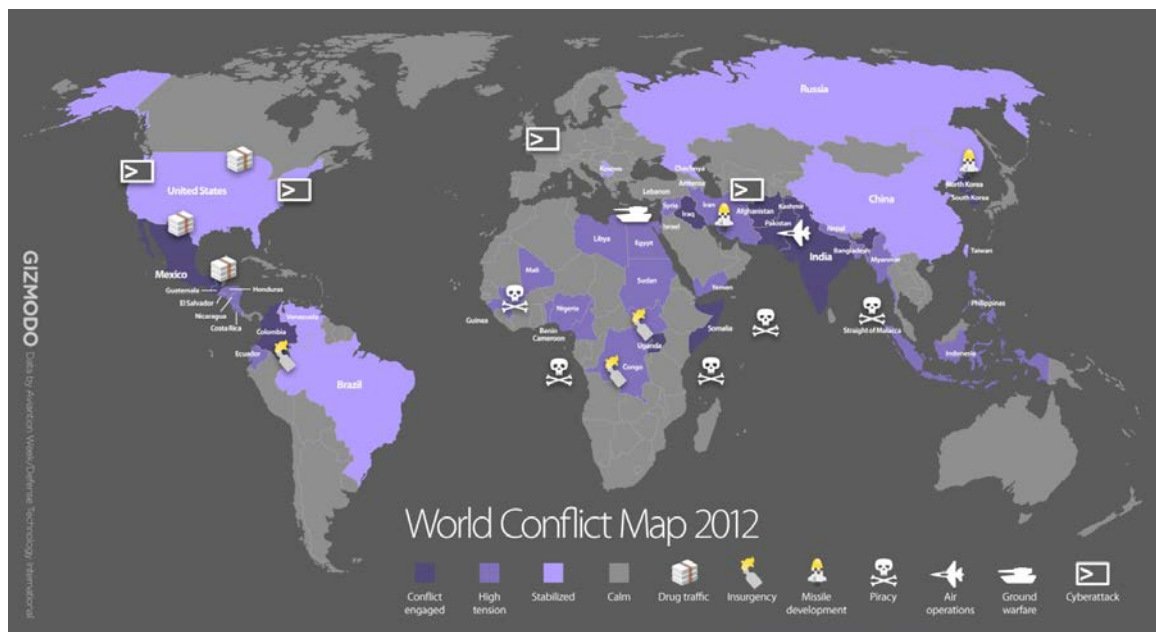 Russia
United States
Kosovo
Chechnya
Armenia
Lebanon
Syria
Iraq
Iran
Israel
Afghanistan
Kashmir
Pakistan
China
North Korea
South Korea
Nepal
India
Bangladesh
Myanmar
Taiwan
Philippines
Mexico
Guatemala
Honduras
El Salvador
Nicaragua
Costa Rica
Venezuela
Colombia
Ecuador
Brazil
Libya
Egypt
Mali
Sudan
Yemen
Guinea
Nigeria
Benin
Cameroon
Somalia
Uganda
Congo
Straight of Malacca
Indonesia
GIZMODO Data by Aviation Week/Defense Technology International
World Conflict Map 2012
Conflict engaged
High tension
Stabilized
Calm
Drug traffic
Insurgency
Missile development
Piracy
Air operations
Ground warfare
Cyberattack